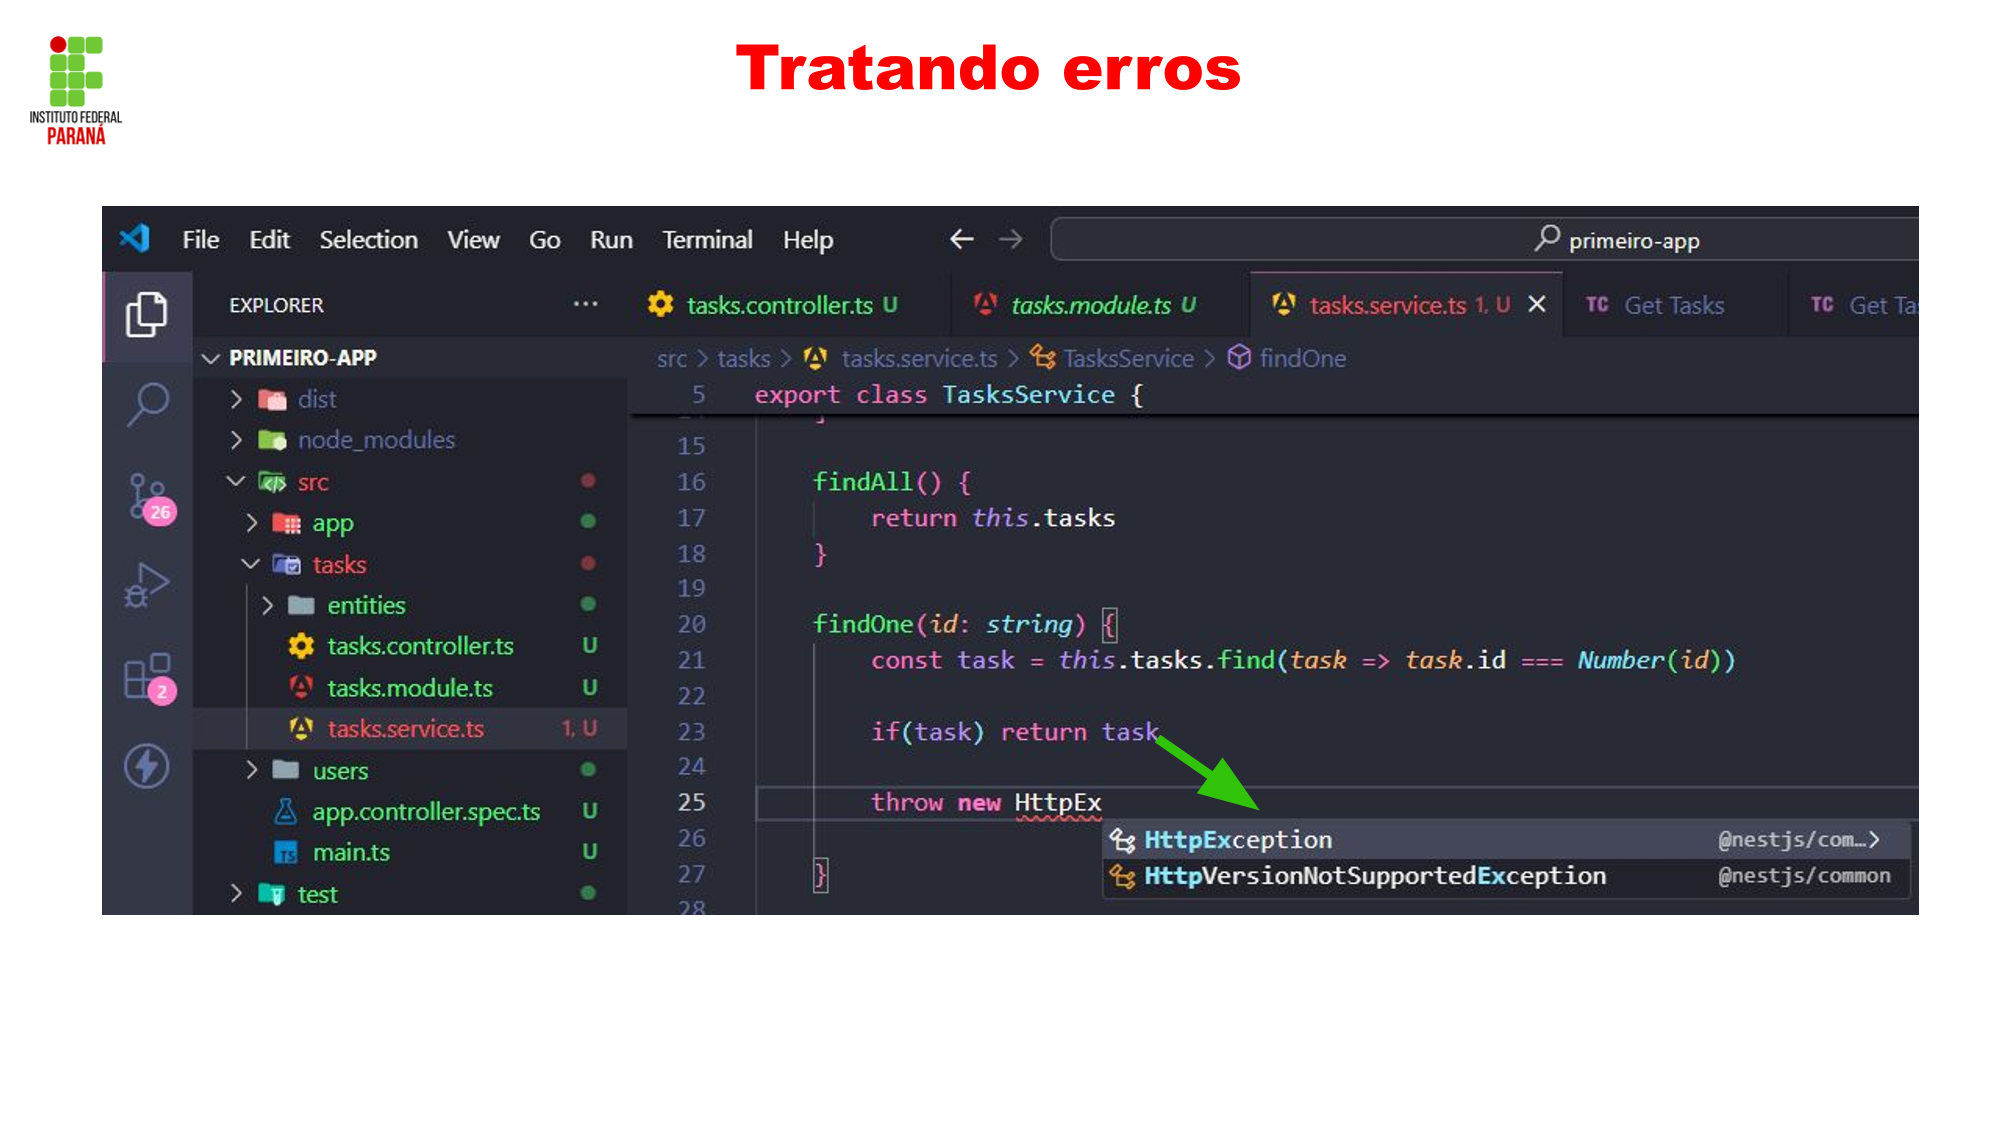 INSTITUTO FEDERAL
PARANÁ
Tratando erros
File Edit Selection View Go Run Terminal Help
primeiro-app
EXPLORER
PRIMEIRO-APP
dist
node_modules
src
app
tasks
entities
tasks.controller.ts U
tasks.module.ts U
tasks.service.ts 1, U
users
app.controller.spec.ts U
main.ts U
test
26
2
tasks.controller.ts U
tasks.module.ts U
tasks.service.ts 1, U
TC Get Tasks
TC Get Ta
src > tasks > tasks.service.ts > TasksService > findOne
5 export class TasksService {
15
16 findAll() {
17 return this.tasks
18 }
19
20 findOne(id: string) {
21 const task = this.tasks.find(task => task.id === Number(id))
22
23 if(task) return task
24
25 throw new HttpEx
26
27 }
28
HttpException @nestjs/com…
HttpVersionNotSupportedException @nestjs/common